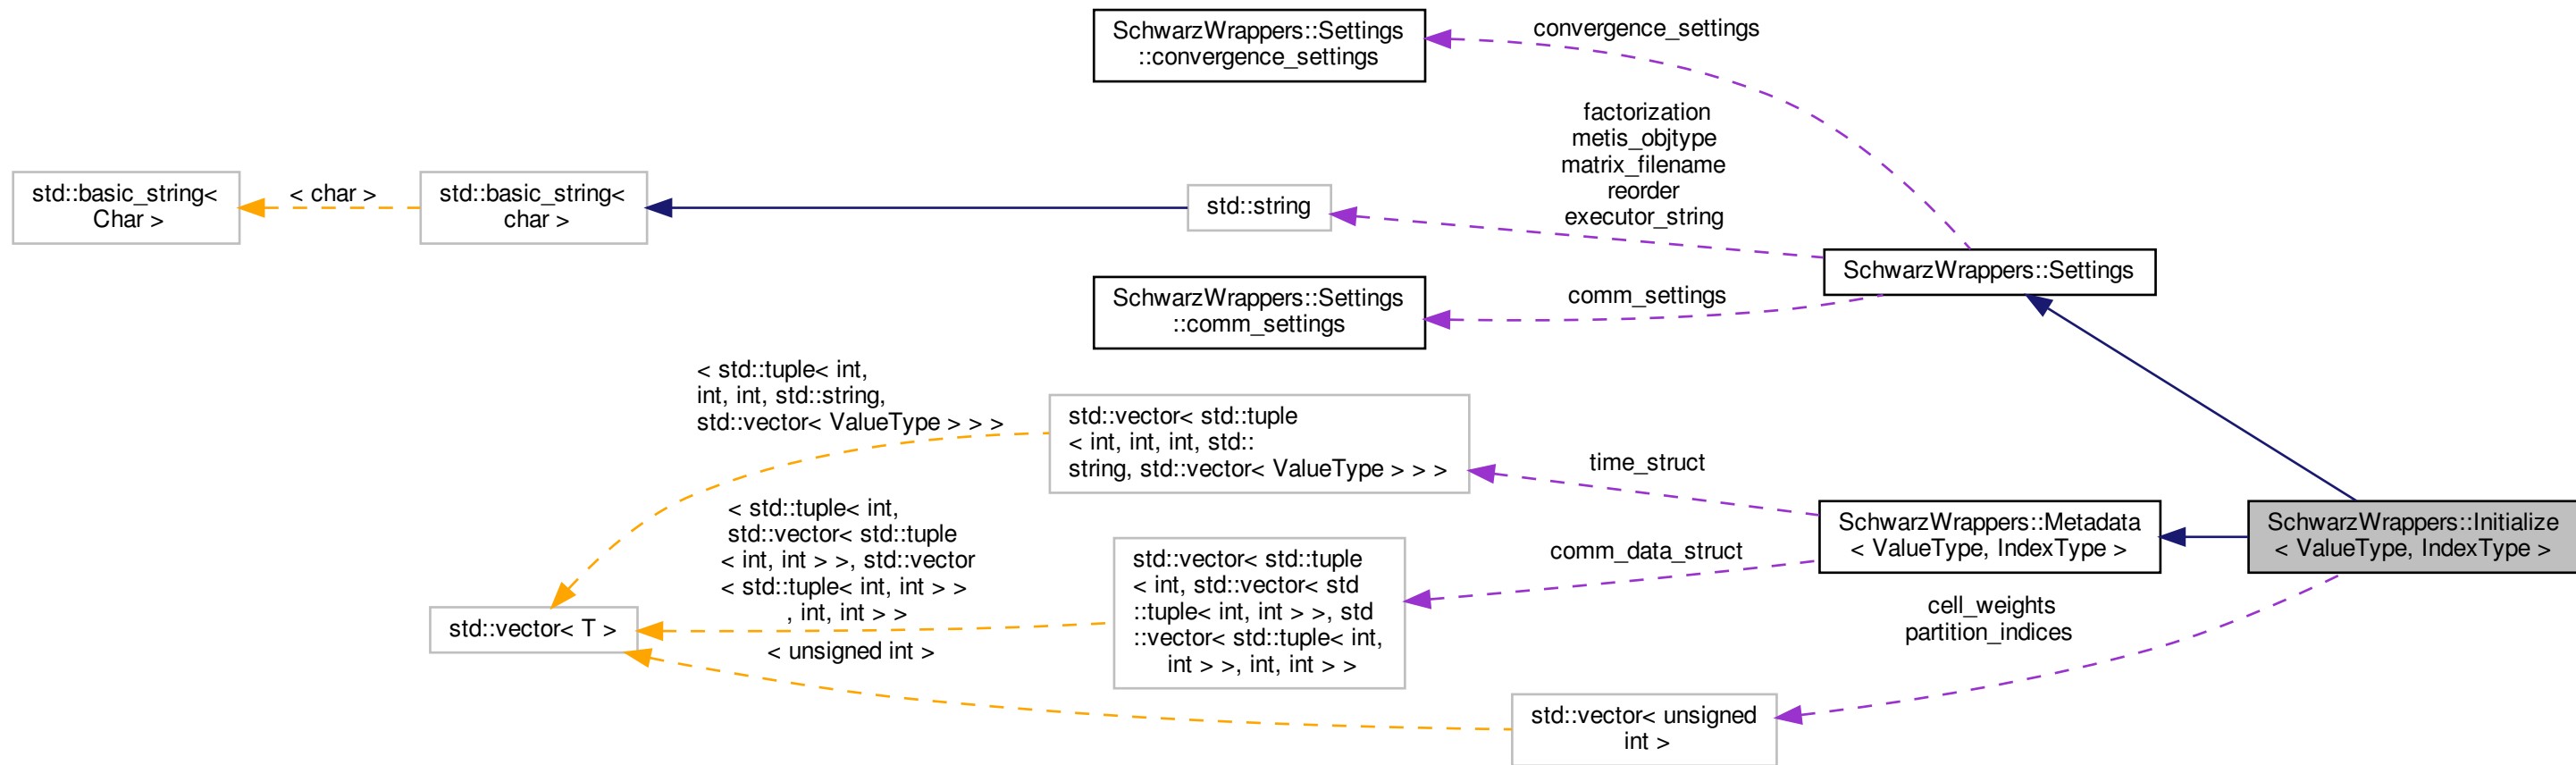 SchwarzWrappers::Settings
::convergence_settings
convergence_settings
factorization
metis_objtype
matrix_filename
reorder
executor_string
std::basic_string<
Char >
< char >
std::basic_string<
char >
std::string
SchwarzWrappers::Settings
SchwarzWrappers::Settings
::comm_settings
comm_settings
< std::tuple< int,
int, int, std::string,
std::vector< ValueType > > >
std::vector< std::tuple
< int, int, int, std::
string, std::vector< ValueType > > >
time_struct
< std::tuple< int,
std::vector< std::tuple
< int, int > >, std::vector
< std::tuple< int, int > >
, int, int > >
std::vector< std::tuple
< int, std::vector< std
::tuple< int, int > >, std
::vector< std::tuple< int,
int > >, int, int > >
comm_data_struct
SchwarzWrappers::Metadata
< ValueType, IndexType >
SchwarzWrappers::Initialize
< ValueType, IndexType >
std::vector< T >
< unsigned int >
cell_weights
partition_indices
std::vector< unsigned
int >